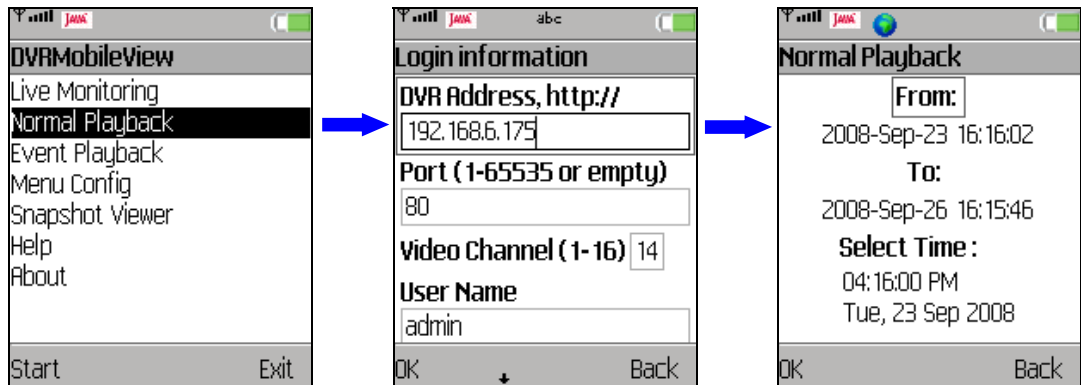 JAVA
DVRMobileView
Live Monitoring
Normal Playback
Event Playback
Menu Config
Snapshot Viewer
Help
About
Start Exit
JAVA abc
Login information
DVR Address, http://
192.168.6.175
Port (1-65535 or empty)
80
Video Channel (1-16) 14
User Name
admin
OK Back
JAVA
Normal Playback
From:
2008-Sep-23 16:16:02
To:
2008-Sep-26 16:15:46
Select Time :
04:16:00 PM
Tue, 23 Sep 2008
OK Back